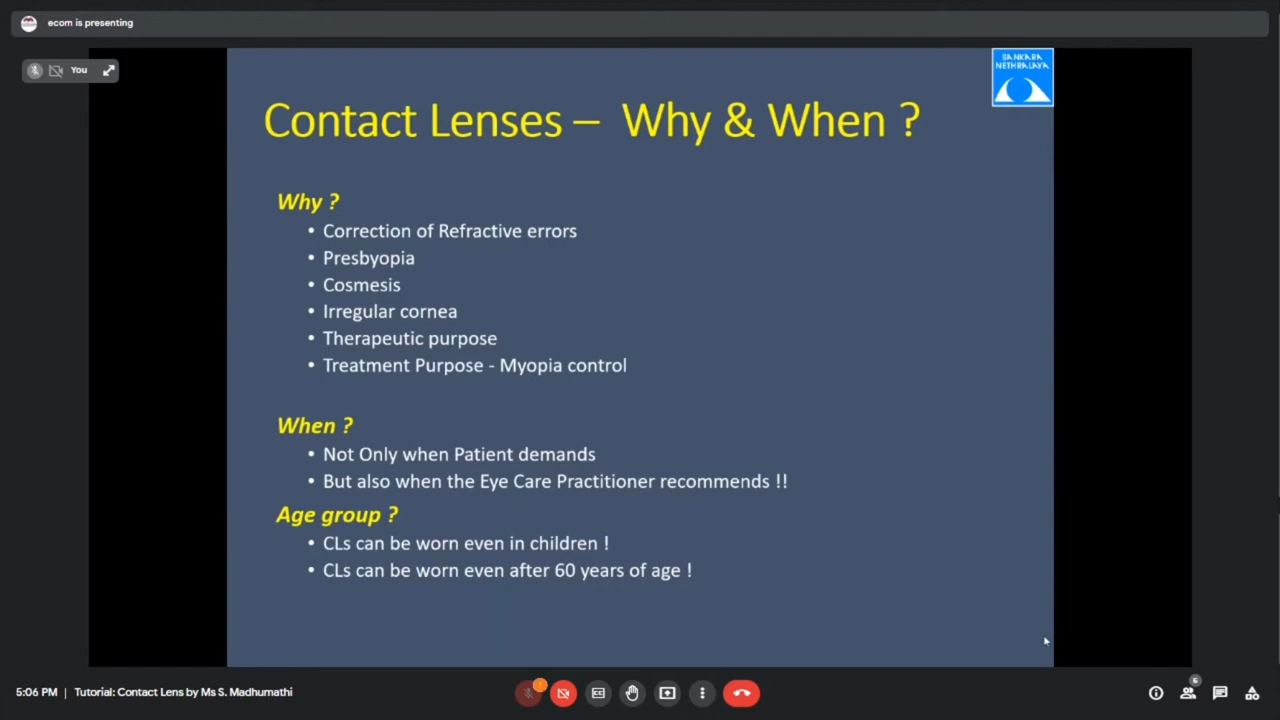 ecom is presenting
You
SANKARA
NETHRALAYA
Contact Lenses – Why & When ?
Why ?
• Correction of Refractive errors
• Presbyopia
• Cosmesis
• Irregular cornea
• Therapeutic purpose
• Treatment Purpose - Myopia control
When ?
• Not Only when Patient demands
• But also when the Eye Care Practitioner recommends !!
Age group ?
• CLs can be worn even in children !
• CLs can be worn even after 60 years of age !
5:06 PM | Tutorial: Contact Lens by Ms S. Madhumathi
!
6